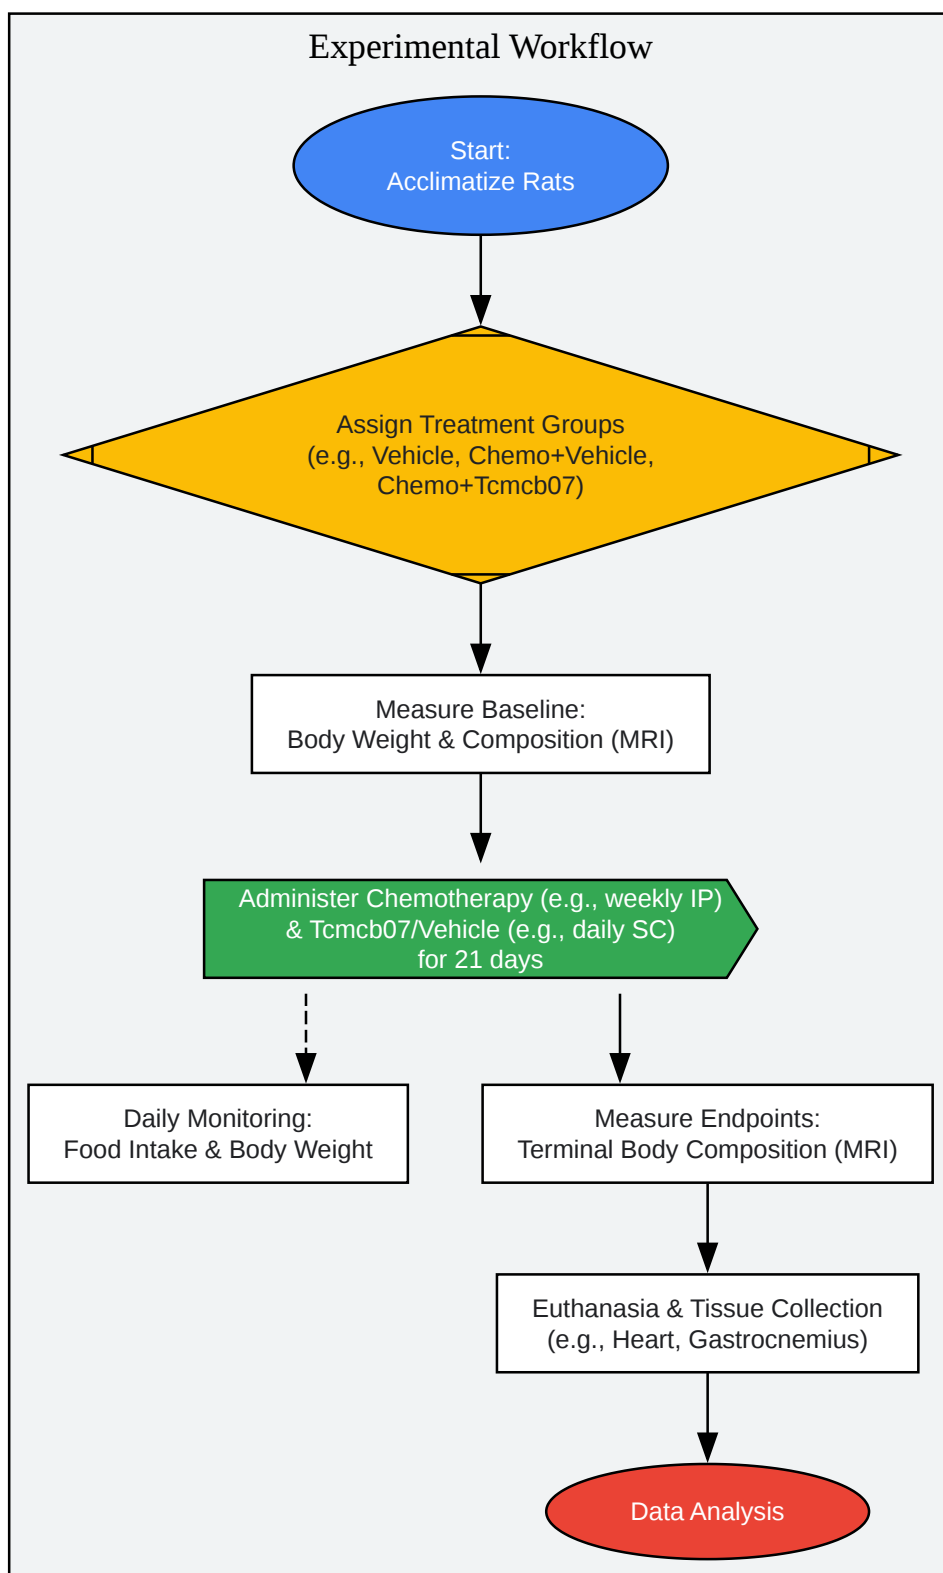 Experimental Workflow
Start:
Acclimatize Rats
Assign Treatment Groups
(e.g., Vehicle, Chemo+Vehicle,
Chemo+Tcmcb07)
Measure Baseline:
Body Weight & Composition (MRI)
Administer Chemotherapy (e.g., weekly IP)
& Tcmcb07/Vehicle (e.g., daily SC)
for 21 days
Daily Monitoring:
Food Intake & Body Weight
Measure Endpoints:
Terminal Body Composition (MRI)
Euthanasia & Tissue Collection
(e.g., Heart, Gastrocnemius)
Data Analysis